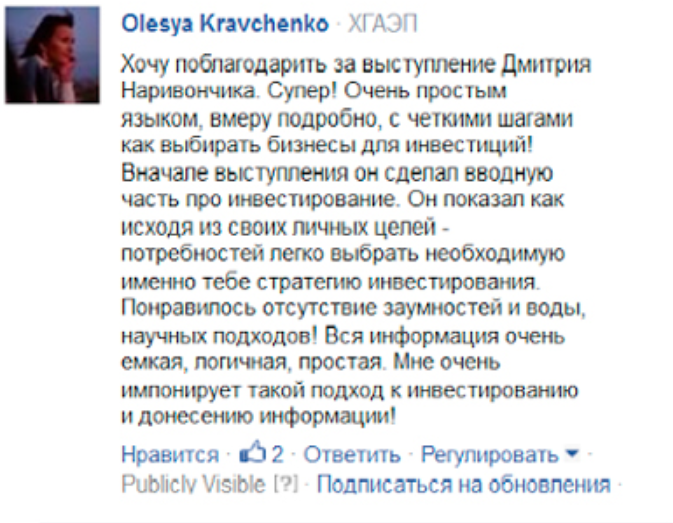 Olesya Kravchenko · ХГАЭП
Хочу поблагодарить за выступление Дмитрия
Наривончика. Супер! Очень простым
языком, вмеру подробно, с четкими шагами
как выбирать бизнесы для инвестиций!
Вначале выступления он сделал вводную
часть про инвестирование. Он показал как
исходя из своих личных целей -
потребностей легко выбрать необходимую
именно тебе стратегию инвестирования.
Понравилось отсутствие заумностей и воды,
научных подходов! Вся информация очень
емкая, логичная, простая. Мне очень
импонирует такой подход к инвестированию
и донесению информации!
Нравится · 2 · Ответить · Регулировать ·
Publicly Visible [?] · Подписаться на обновления ·